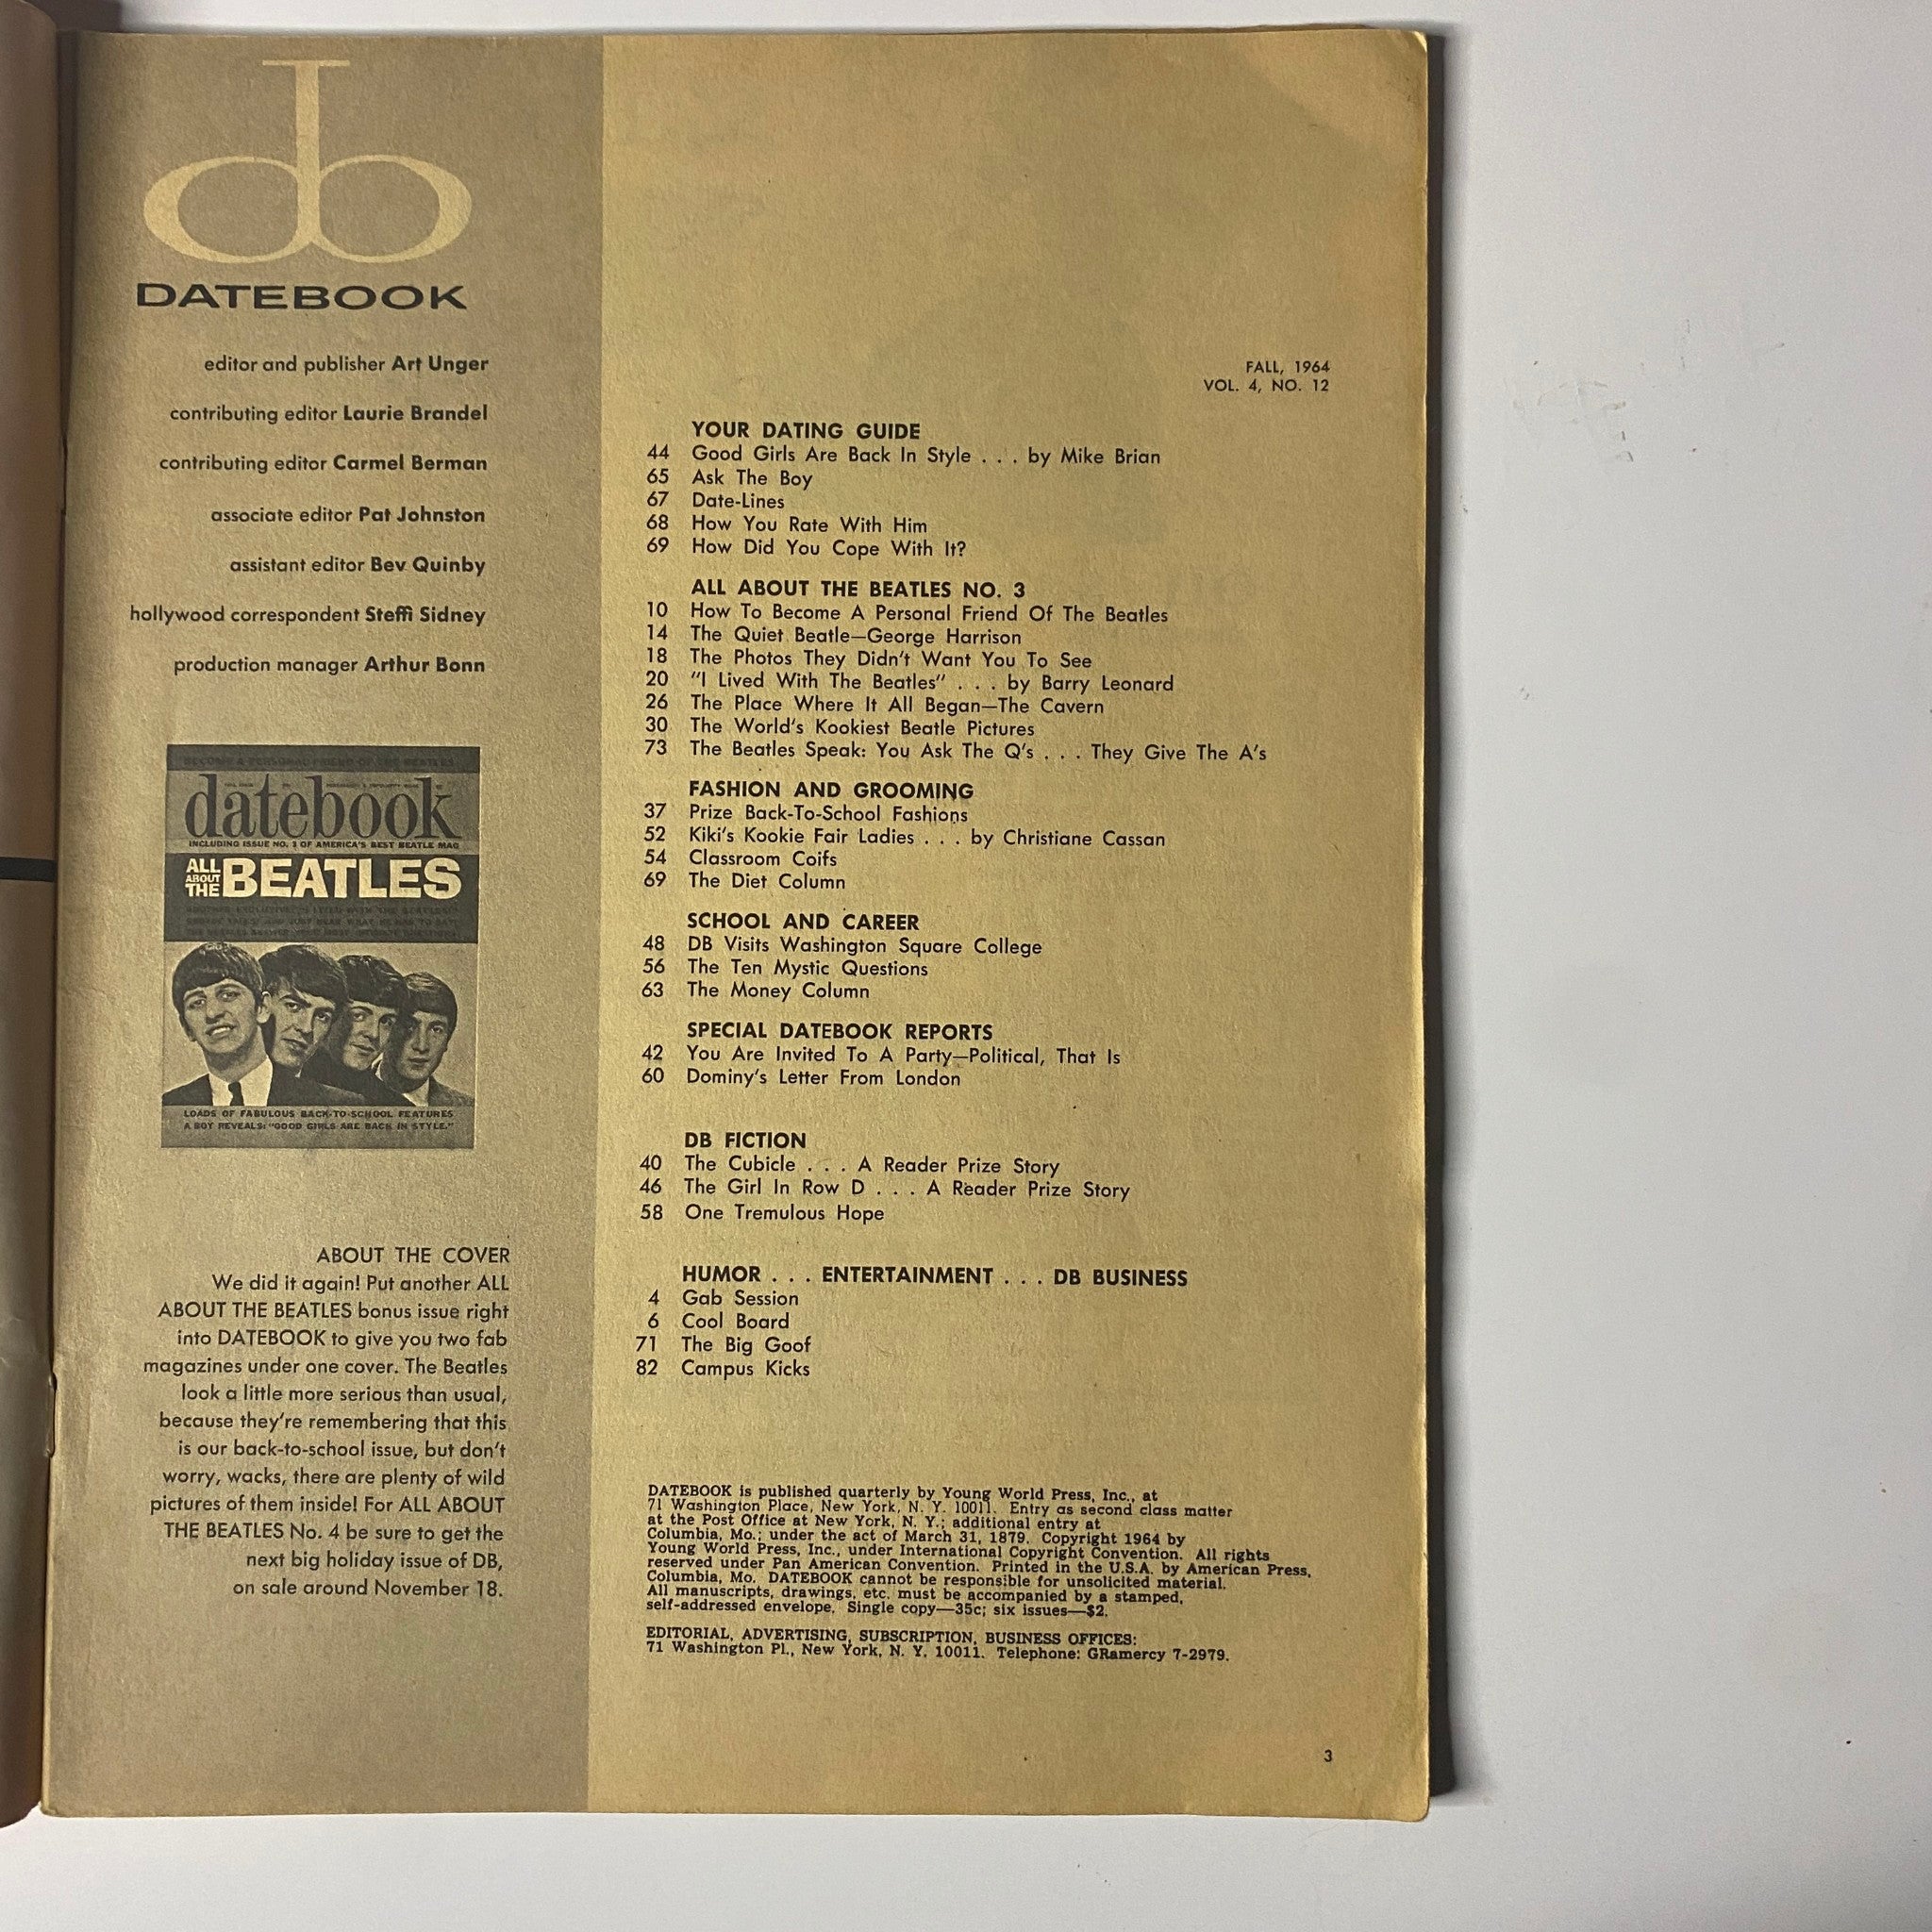 db
DATEBOOK
editor and publisher Art Unger
contributing editor Laurie Brandel
contributing editor Carmel Berman
associate editor Pat Johnston
assistant editor Bev Quinby
hollywood correspondent Steffi Sidney
production manager Arthur Bonn
BECOME A PERSONAL FRIEND OF THE BEATLES
datebook
INCLUDING ISSUE NO. 3 OF AMERICA'S BEST BEATLE MAG
ALL ABOUT THE BEATLES
LOADS OF FABULOUS BACK-TO-SCHOOL FEATURES
A BOY REVEALS: "GOOD GIRLS ARE BACK IN STYLE."
ABOUT THE COVER
We did it again! Put another ALL
ABOUT THE BEATLES bonus issue right
into DATEBOOK to give you two fab
magazines under one cover. The Beatles
look a little more serious than usual,
because they're remembering that this
is our back-to-school issue, but don't
worry, wacks, there are plenty of wild
pictures of them inside! For ALL ABOUT
THE BEATLES No. 4 be sure to get the
next big holiday issue of DB,
on sale around November 18.
FALL, 1964
VOL. 4, NO. 12
YOUR DATING GUIDE
44 Good Girls Are Back In Style . . . by Mike Brian
65 Ask The Boy
67 Date-Lines
68 How You Rate With Him
69 How Did You Cope With It?
ALL ABOUT THE BEATLES NO. 3
10 How To Become A Personal Friend Of The Beatles
14 The Quiet Beatle—George Harrison
18 The Photos They Didn't Want You To See
20 "I Lived With The Beatles" . . . by Barry Leonard
26 The Place Where It All Began—The Cavern
30 The World's Kookiest Beatle Pictures
73 The Beatles Speak: You Ask The Q's . . . They Give The A's
FASHION AND GROOMING
37 Prize Back-To-School Fashions
52 Kiki's Kookie Fair Ladies . . . by Christiane Cassan
54 Classroom Coifs
69 The Diet Column
SCHOOL AND CAREER
48 DB Visits Washington Square College
56 The Ten Mystic Questions
63 The Money Column
SPECIAL DATEBOOK REPORTS
42 You Are Invited To A Party—Political, That Is
60 Dominy's Letter From London
DB FICTION
40 The Cubicle . . . A Reader Prize Story
46 The Girl In Row D . . . A Reader Prize Story
58 One Tremulous Hope
HUMOR . . . ENTERTAINMENT . . . DB BUSINESS
4 Gab Session
6 Cool Board
71 The Big Goof
82 Campus Kicks
DATEBOOK is published quarterly by Young World Press, Inc., at
71 Washington Place, New York, N. Y. 10011. Entry as second class matter
at the Post Office at New York, N. Y.; additional entry at
Columbia, Mo.; under the act of March 31, 1879. Copyright 1964 by
Young World Press, Inc., under International Copyright Convention. All rights
reserved under Pan American Convention. Printed in the U.S.A. by American Press,
Columbia, Mo. DATEBOOK cannot be responsible for unsolicited material.
All manuscripts, drawings, etc. must be accompanied by a stamped,
self-addressed envelope. Single copy—35c; six issues—$2.
EDITORIAL, ADVERTISING, SUBSCRIPTION, BUSINESS OFFICES:
71 Washington Pl., New York, N. Y. 10011. Telephone: GRamercy 7-2979.
3